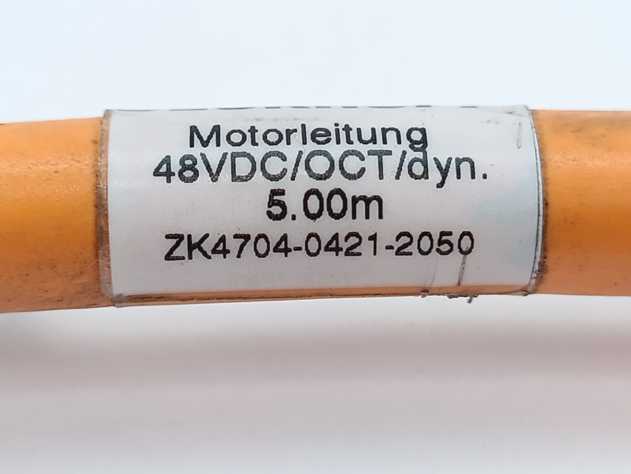 Motorleitung
48VDC/OCT/dyn.
5.00m
ZK4704-0421-2050